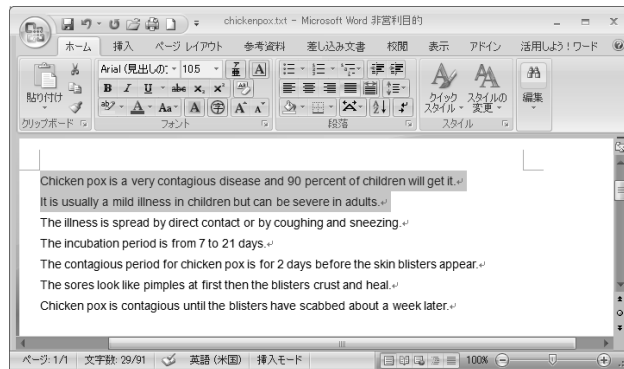 chickenpox.txt - Microsoft Word 非営利目的
ホーム 挿入 ページ レイアウト 参考資料 差し込み文書 校閲 表示 アドイン 活用しよう！ワード
Arial (見出しの: 10.5
貼り付け
B I U abe x₂ x²
Aa A A A
クイック スタイル スタイルの 変更
編集
クリップボード フォント 段落 スタイル
Chicken pox is a very contagious disease and 90 percent of children will get it.
It is usually a mild illness in children but can be severe in adults.
The illness is spread by direct contact or by coughing and sneezing.
The incubation period is from 7 to 21 days.
The contagious period for chicken pox is for 2 days before the skin blisters appear.
The sores look like pimples at first then the blisters crust and heal.
Chicken pox is contagious until the blisters have scabbed about a week later.
ページ: 1/1 文字数: 29/91 英語 (米国) 挿入モード 100%